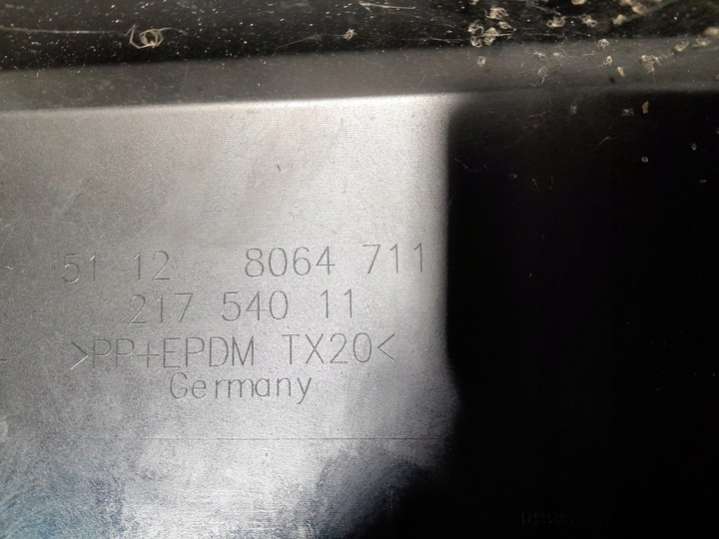 51 12 8064 711
217 540 11
>PP+EPDM TX20<
Germany